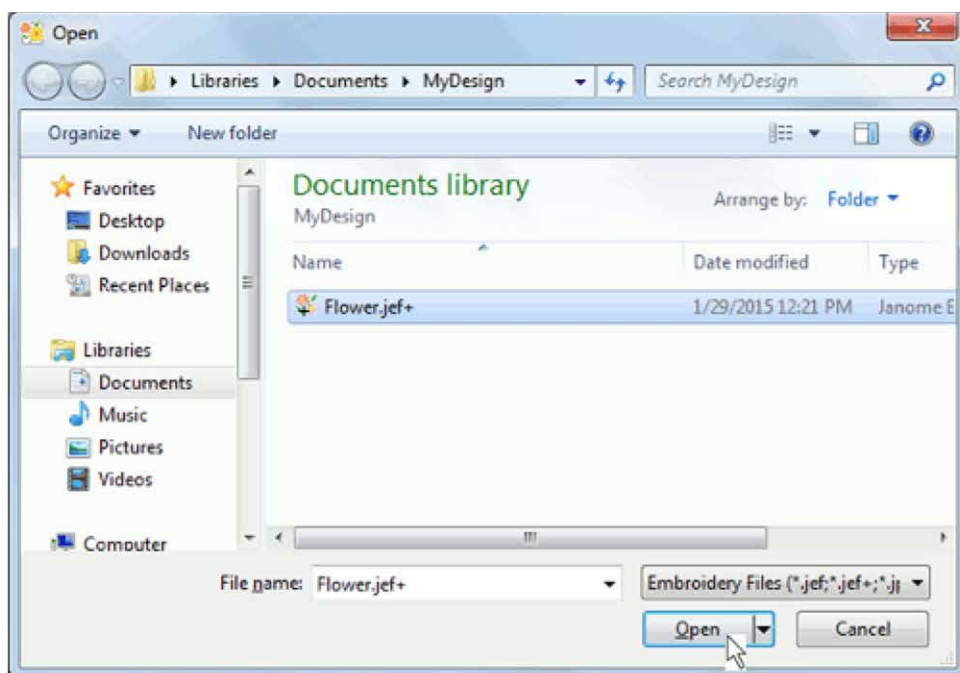 Open
Libraries Documents MyDesign Search MyDesign
Organize New folder
Favorites
Desktop
Downloads
Recent Places
Libraries
Documents
Music
Pictures
Videos
Computer
Documents library
MyDesign
Arrange by: Folder
Name Date modified Type
Flower.jef+ 1/29/2015 12:21 PM Janome E
File name: Flower.jef+ Embroidery Files (*.jef;*.jef+;*.j
Open Cancel